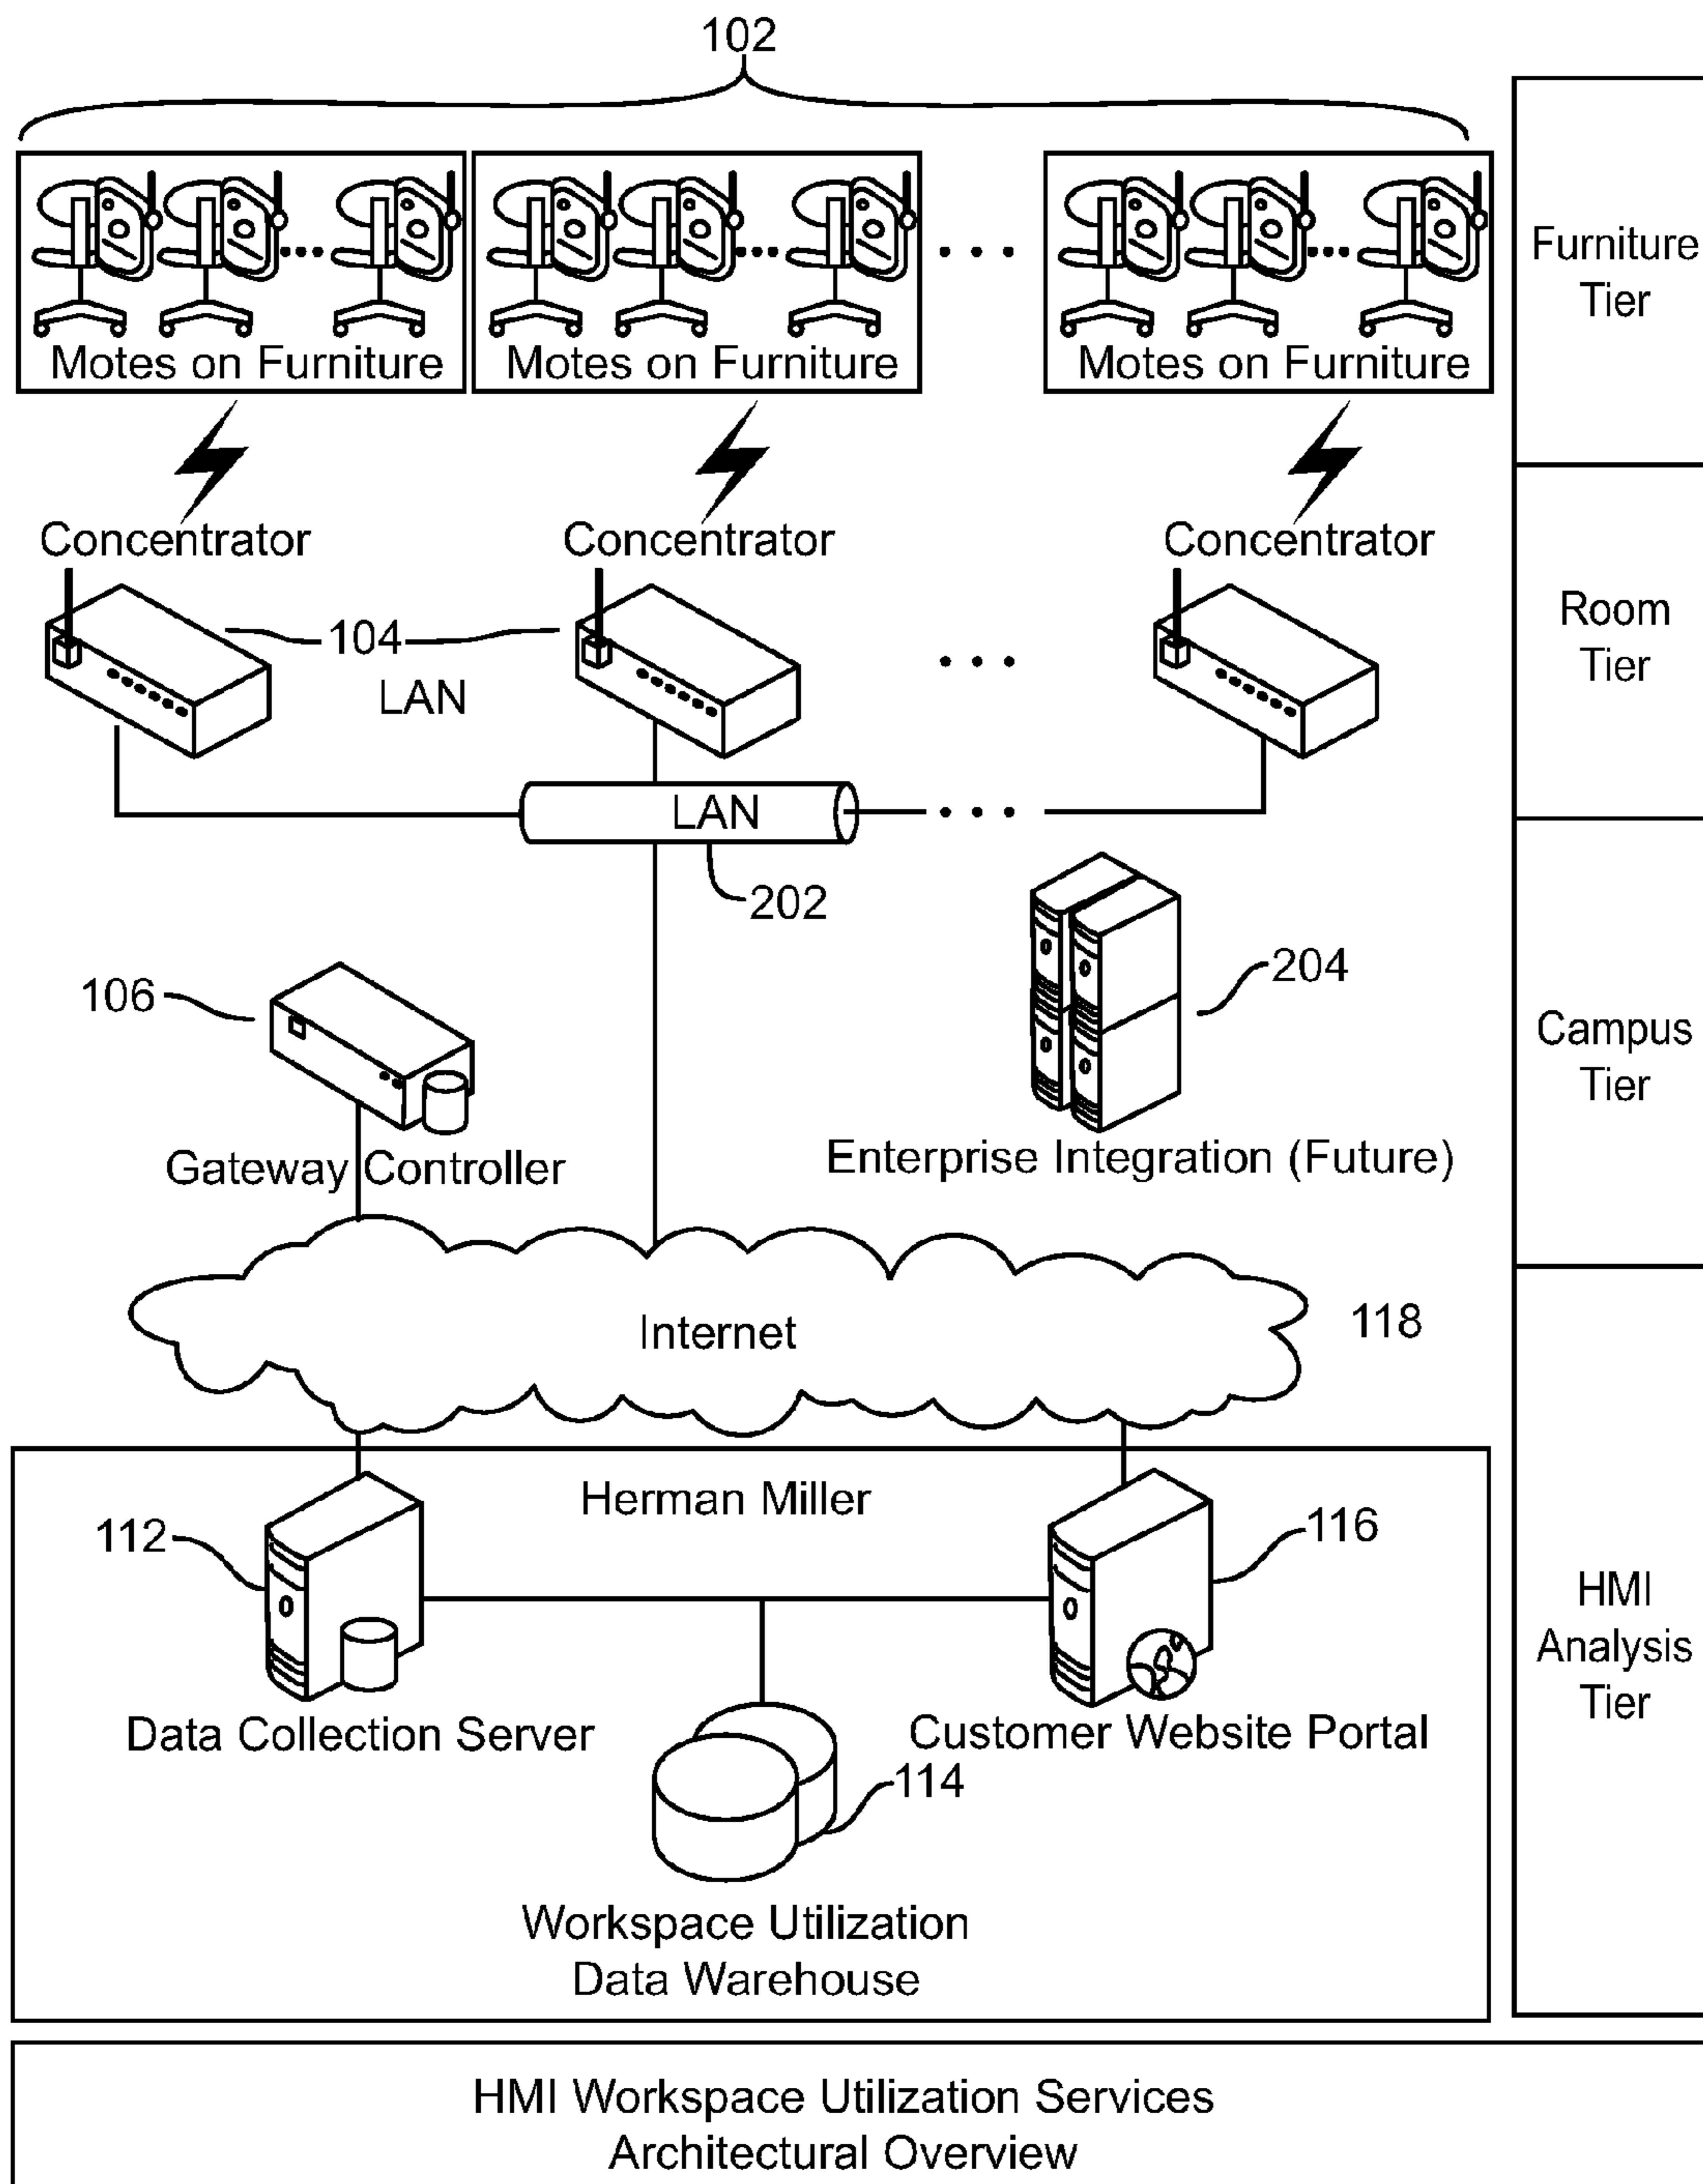 102
Motes on Furniture
Motes on Furniture
Motes on Furniture
Furniture
Tier
Concentrator
Concentrator
Concentrator
104
LAN
Room
Tier
LAN
202
106
204
Gateway Controller
Enterprise Integration (Future)
Campus
Tier
Internet
118
Herman Miller
112
116
Data Collection Server
Customer Website Portal
114
Workspace Utilization
Data Warehouse
HMI
Analysis
Tier
HMI Workspace Utilization Services
Architectural Overview